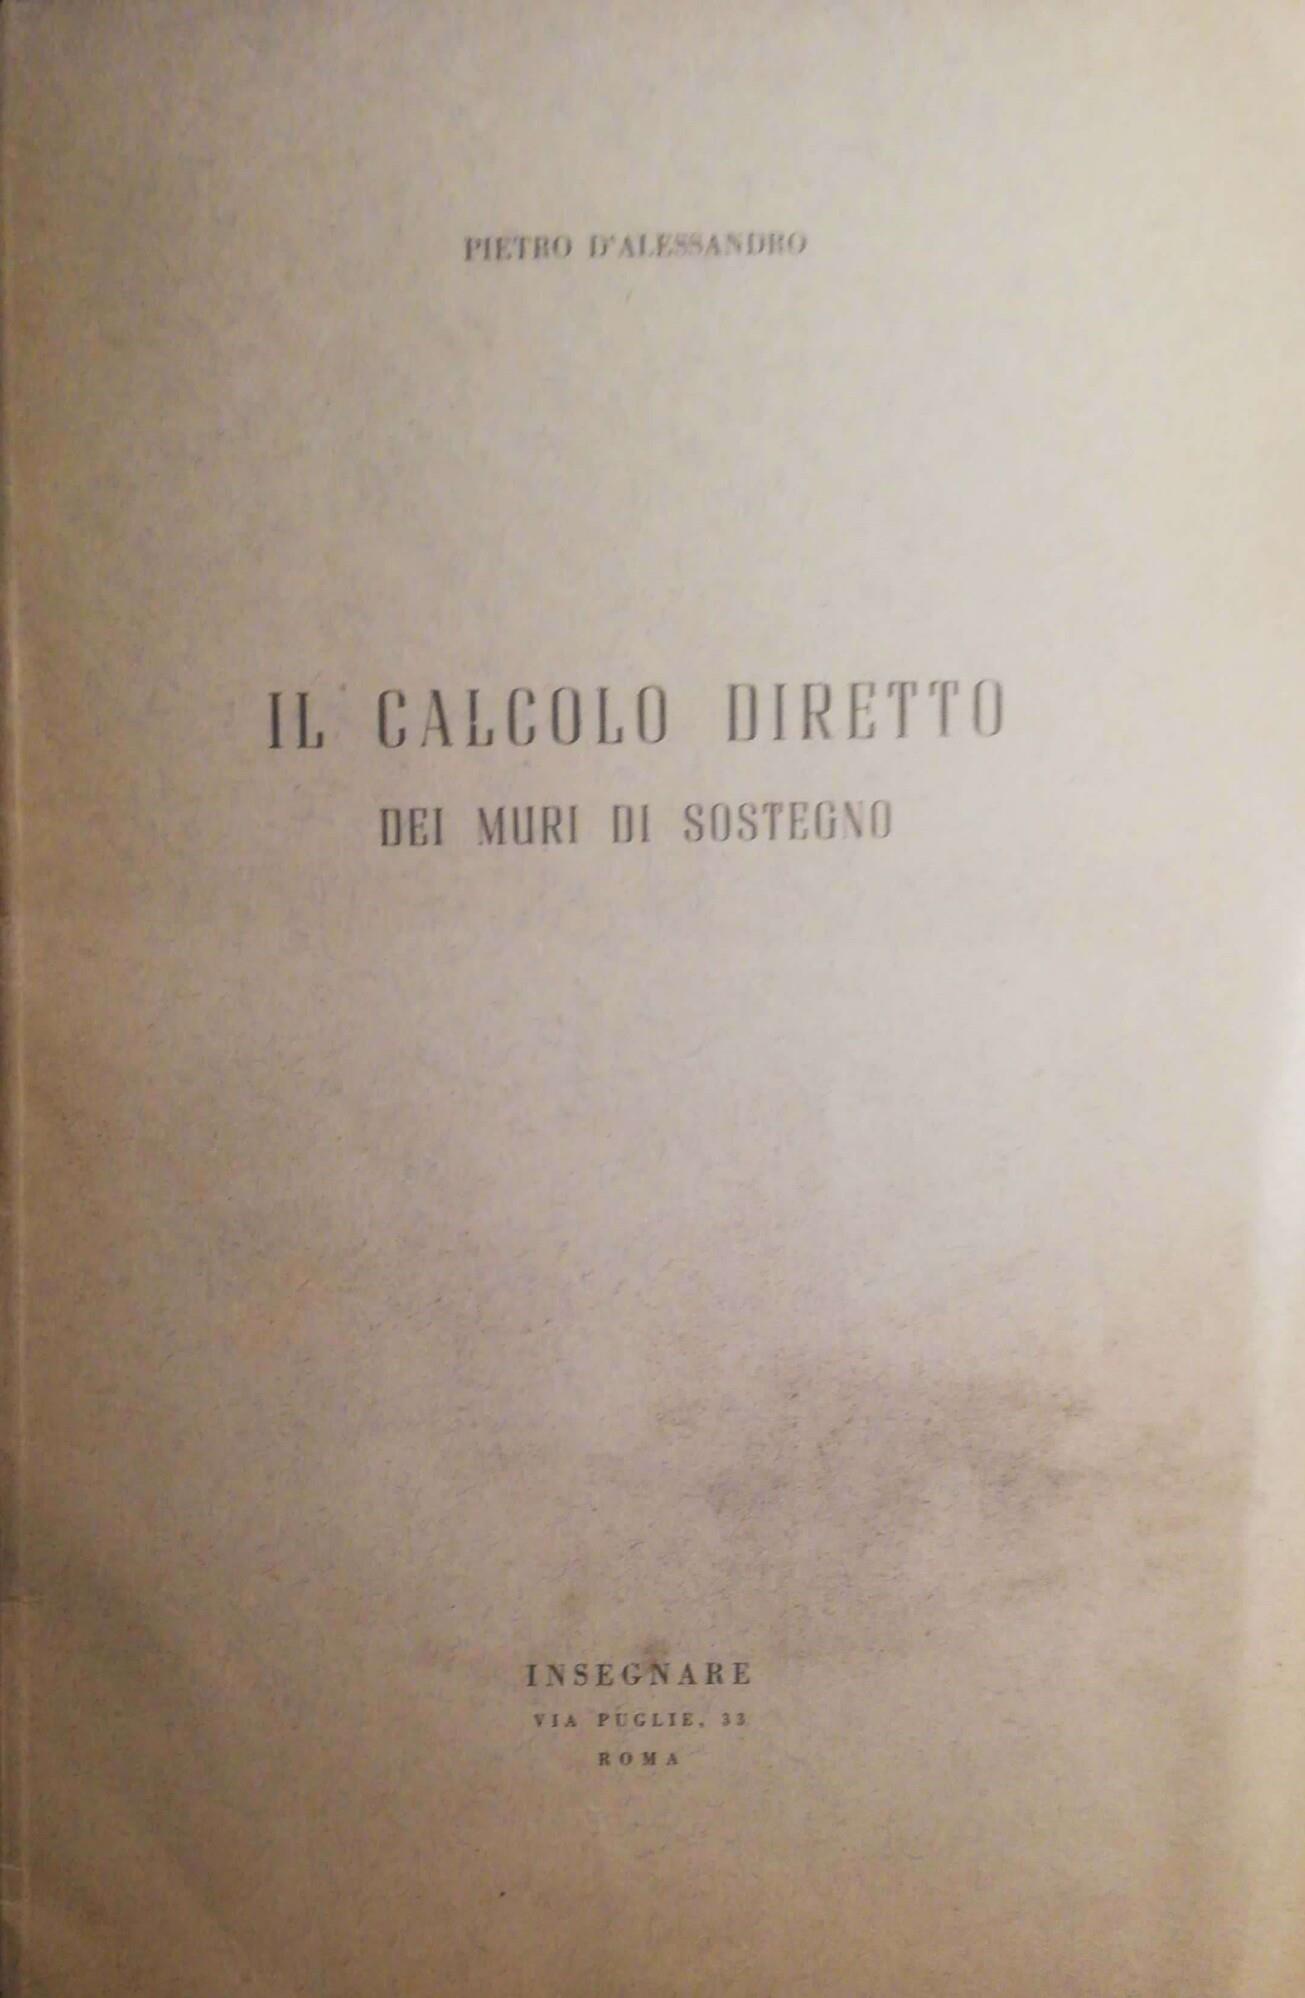 PIETRO D'ALESSANDRO
IL CALCOLO DIRETTO
DEI MURI DI SOSTEGNO
INSEGNARE
VIA PUGLIE, 33
ROMA